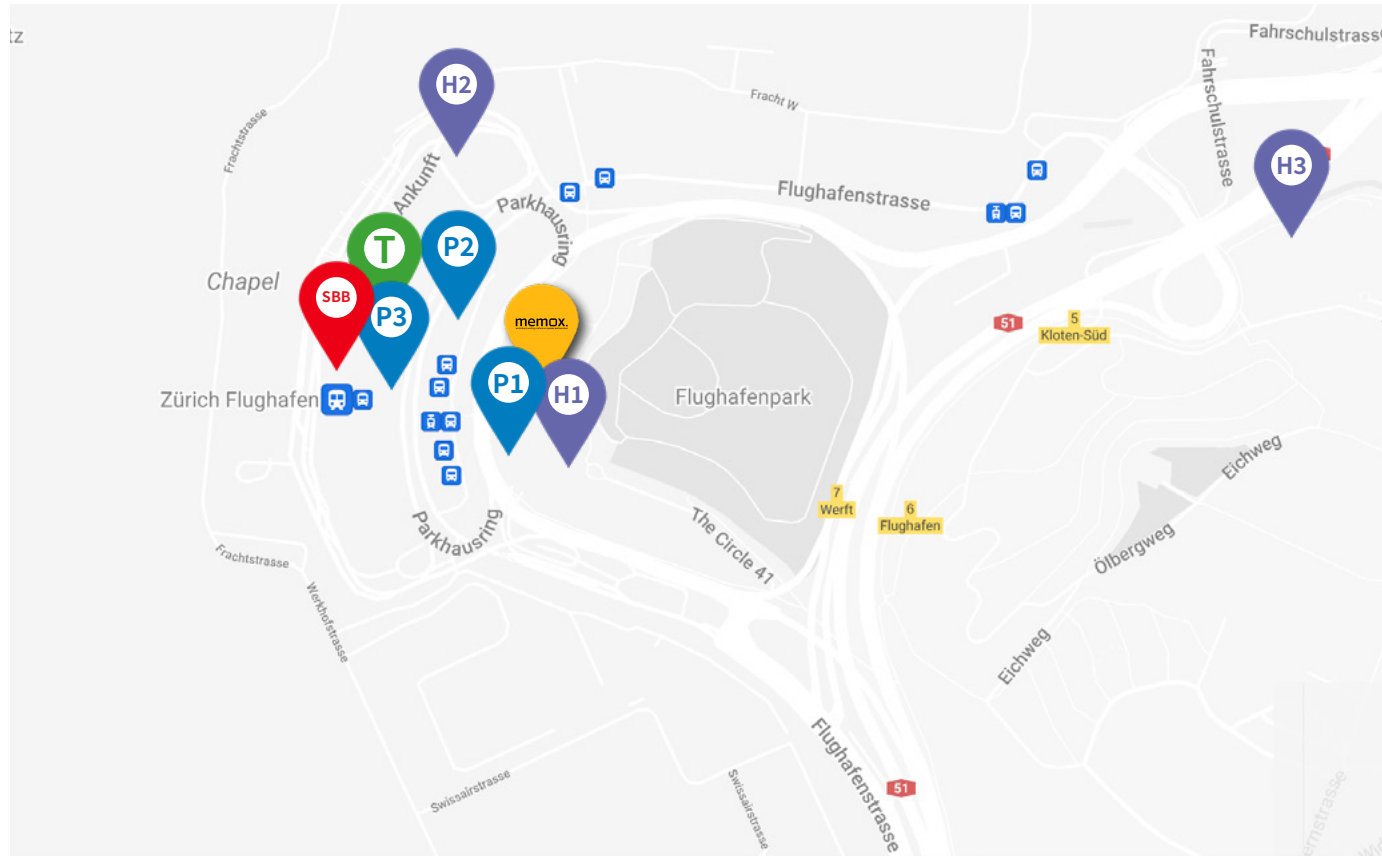 tz
Fahrschulstrass
H2
Fracht W
Fahrschulstrasse
Frachtstrasse
H3
Ankunft
Flughafenstrasse
Parkhausring
T
P2
Chapel
SBB
P3
memox.
51
5
Kloten-Süd
P1
H1
Zürich Flughafen
Flughafenpark
Eichweg
7
Werft
6
Flughafen
Parkhausring
The Circle 41
Ölbergweg
Frachtstrasse
Werkhofstrasse
Eichweg
Flughafenstrasse
Swissairstrasse
Swissairstrasse
51
ernstrasse